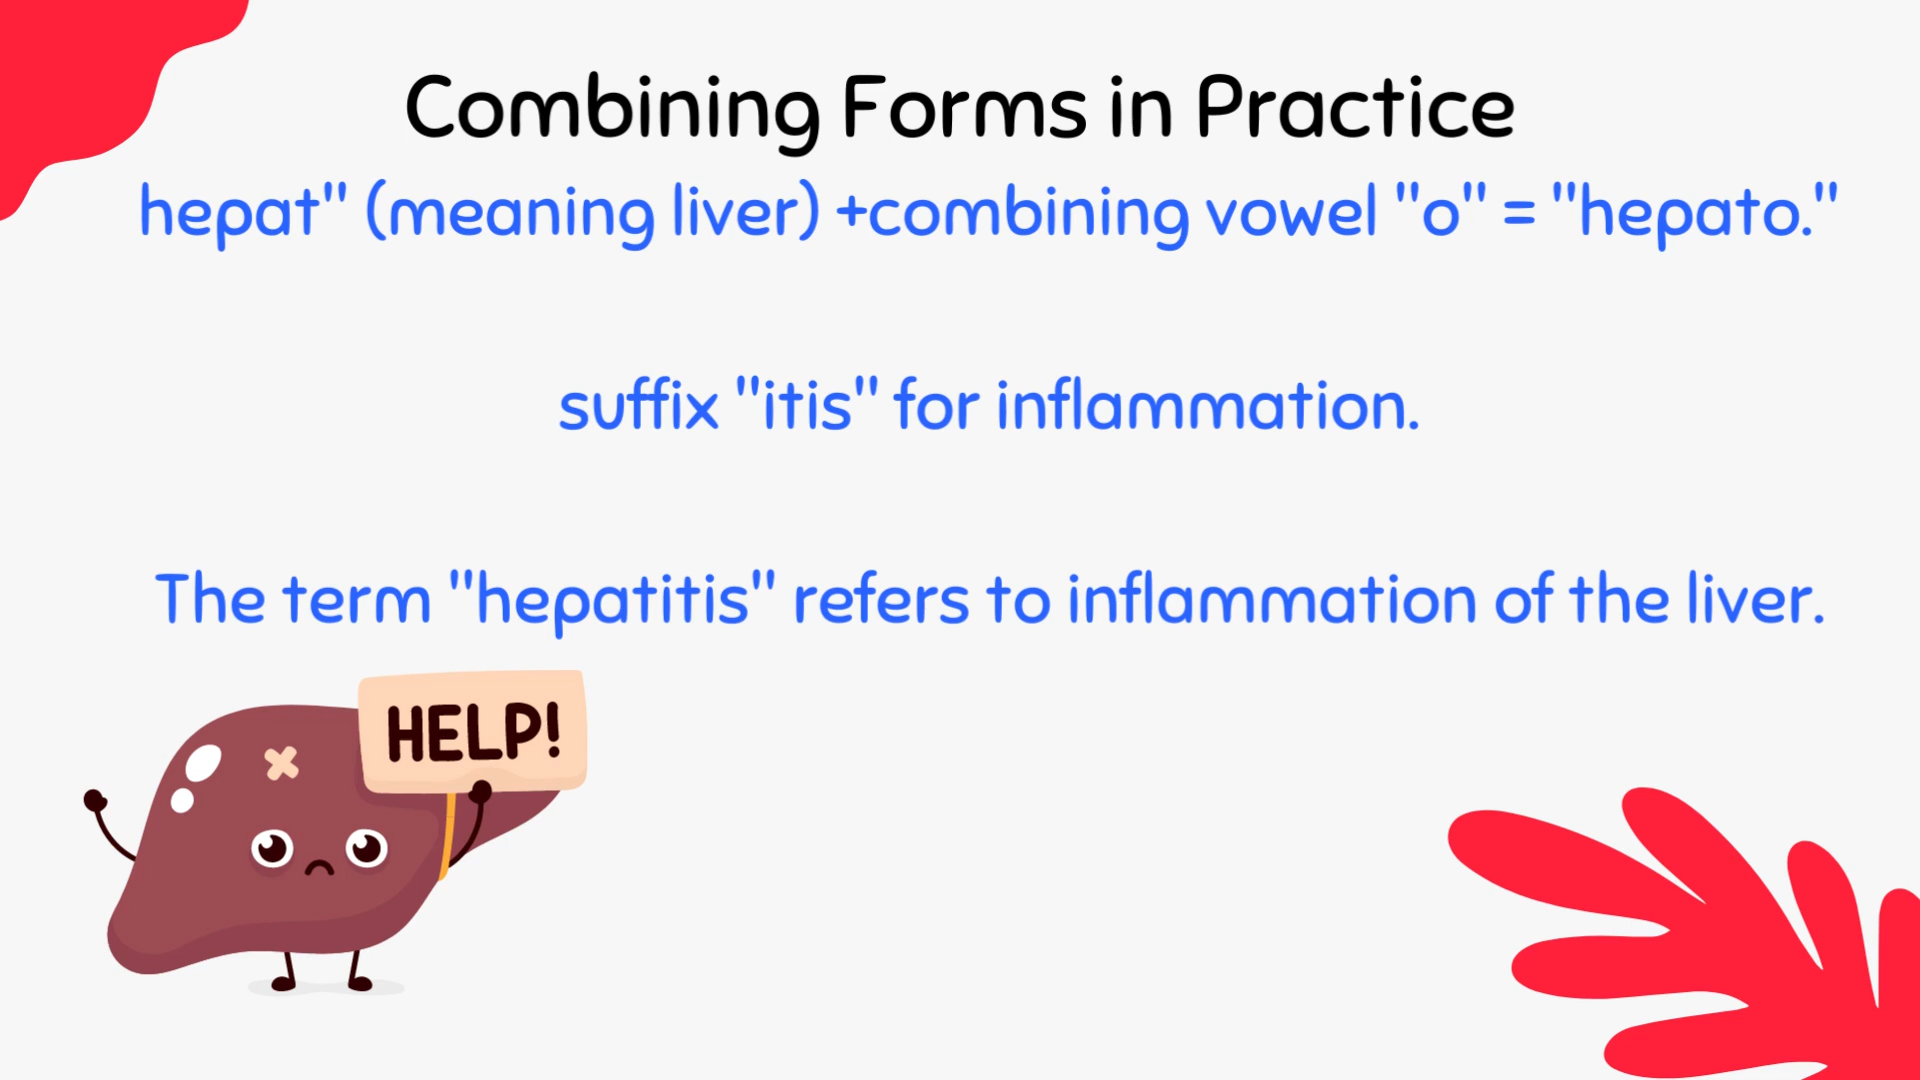 Combining Forms in Practice
hepat" (meaning liver) +combining vowel "o" = "hepato."
suffix "itis" for inflammation.
The term "hepatitis" refers to inflammation of the liver.
HELP!